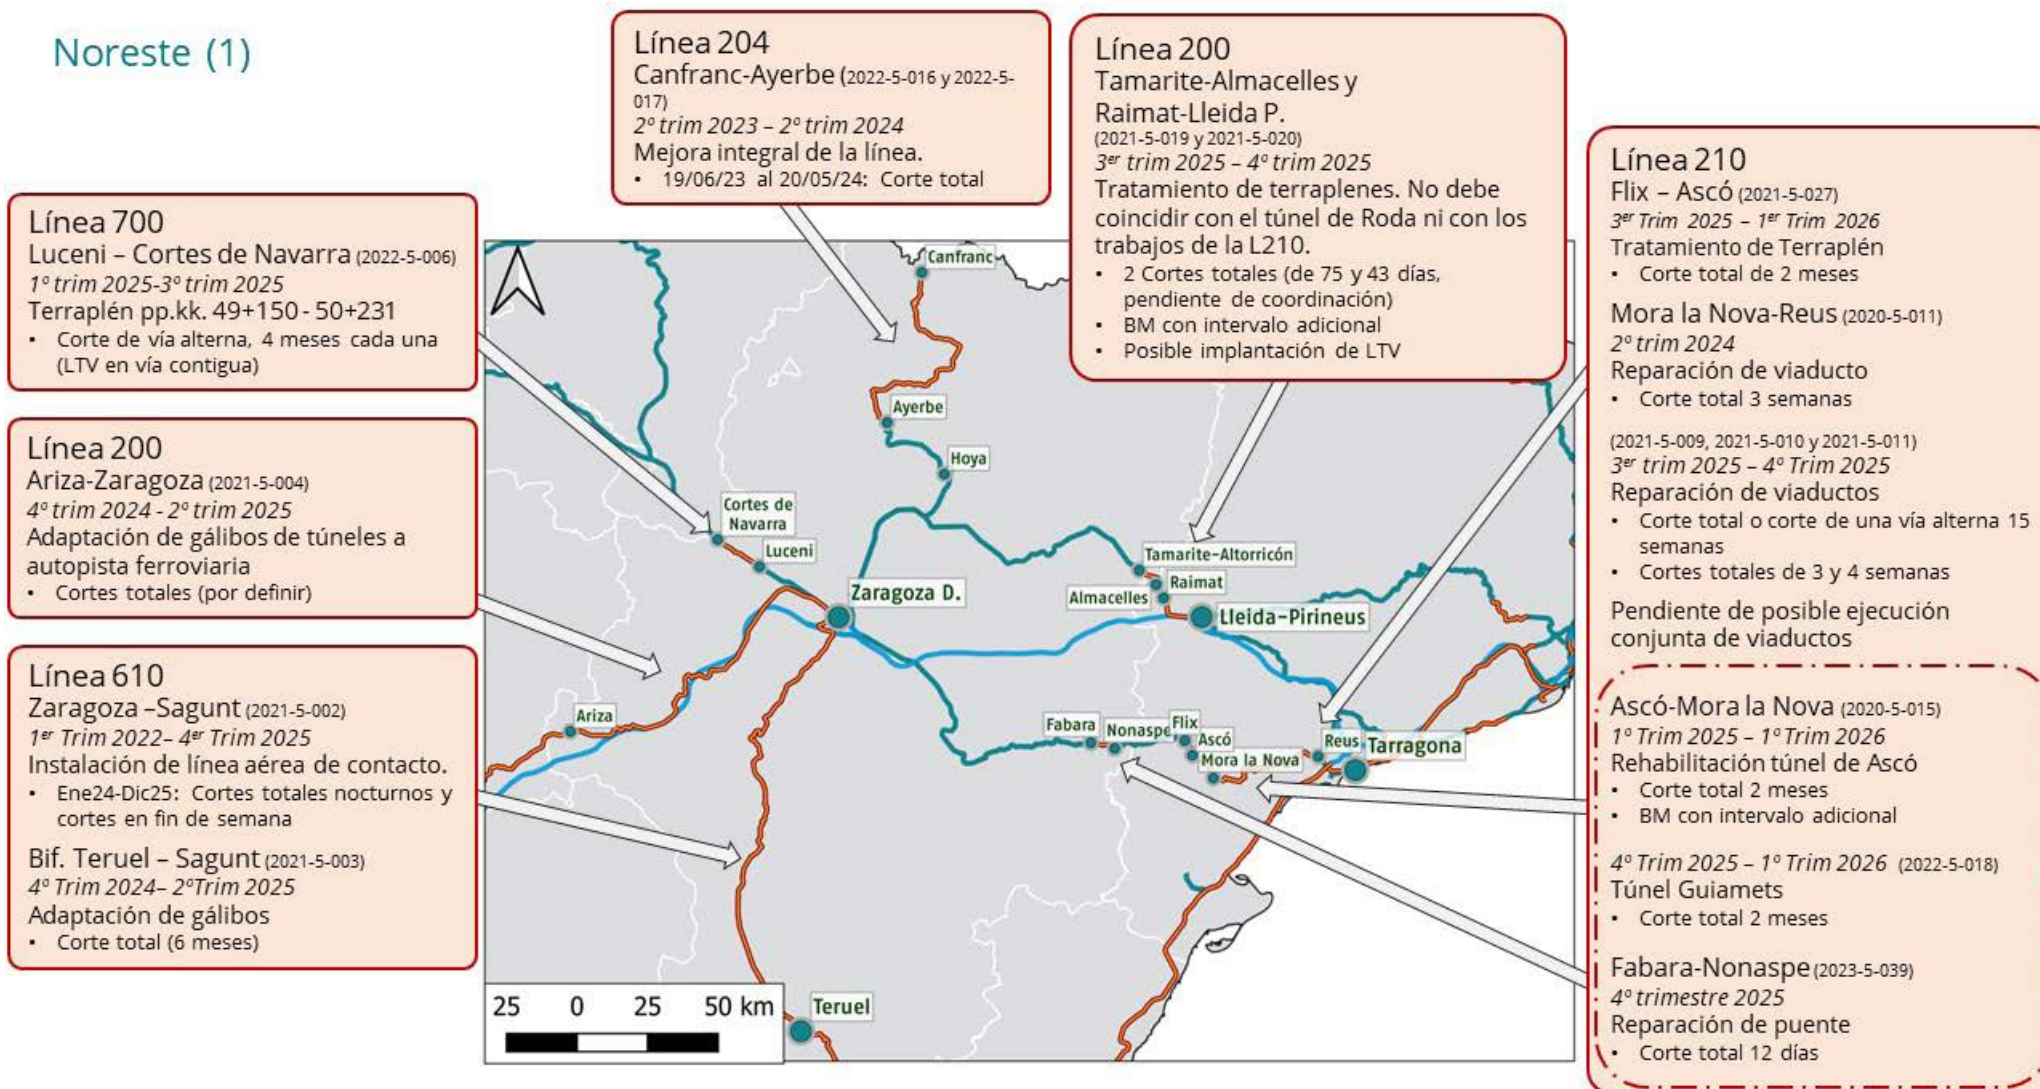 Noreste (1)
Línea 204
Canfranc-Ayerbe (2022-5-016 y 2022-5-
017)
2º trim 2023 – 2º trim 2024
Mejora integral de la línea.
• 19/06/23 al 20/05/24: Corte total
Línea 200
Tamarite-Almacelles y
Raimat-Lleida P.
(2021-5-019 y 2021-5-020)
3er trim 2025 – 4º trim 2025
Tratamiento de terraplenes. No debe
coincidir con el túnel de Roda ni con los
trabajos de la L210.
• 2 Cortes totales (de 75 y 43 días,
pendiente de coordinación)
• BM con intervalo adicional
• Posible implantación de LTV
Línea 700
Luceni – Cortes de Navarra (2022-5-006)
1º trim 2025-3º trim 2025
Terraplén pp.kk. 49+150 - 50+231
• Corte de vía alterna, 4 meses cada una
(LTV en vía contigua)
Línea 200
Ariza-Zaragoza (2021-5-004)
4º trim 2024 - 2º trim 2025
Adaptación de gálibos de túneles a
autopista ferroviaria
• Cortes totales (por definir)
Línea 610
Zaragoza –Sagunt (2021-5-002)
1er Trim 2022– 4er Trim 2025
Instalación de línea aérea de contacto.
• Ene24-Dic25: Cortes totales nocturnos y
cortes en fin de semana
Bif. Teruel – Sagunt (2021-5-003)
4º Trim 2024– 2ºTrim 2025
Adaptación de gálibos
• Corte total (6 meses)
Línea 210
Flix – Ascó (2021-5-027)
3er Trim 2025 – 1er Trim 2026
Tratamiento de Terraplén
• Corte total de 2 meses
Mora la Nova-Reus (2020-5-011)
2º trim 2024
Reparación de viaducto
• Corte total 3 semanas
(2021-5-009, 2021-5-010 y 2021-5-011)
3er trim 2025 – 4º Trim 2025
Reparación de viaductos
• Corte total o corte de una vía alterna 15
semanas
• Cortes totales de 3 y 4 semanas
Pendiente de posible ejecución
conjunta de viaductos
Ascó-Mora la Nova (2020-5-015)
1º Trim 2025 – 1º Trim 2026
Rehabilitación túnel de Ascó
• Corte total 2 meses
• BM con intervalo adicional
4º Trim 2025 – 1º Trim 2026 (2022-5-018)
Túnel Guiamets
• Corte total 2 meses
Fabara-Nonaspe (2023-5-039)
4º trimestre 2025
Reparación de puente
• Corte total 12 días
Canfranc
Ayerbe
Hoya
Cortes de
Navarra
Luceni
Zaragoza D.
Tamarite-Altorricón
Raimat
Almacelles
Lleida-Pirineus
Ariza
Fabara
Nonaspe
Flix
Ascó
Mora la Nova
Reus
Tarragona
Teruel
25 0 25 50 km